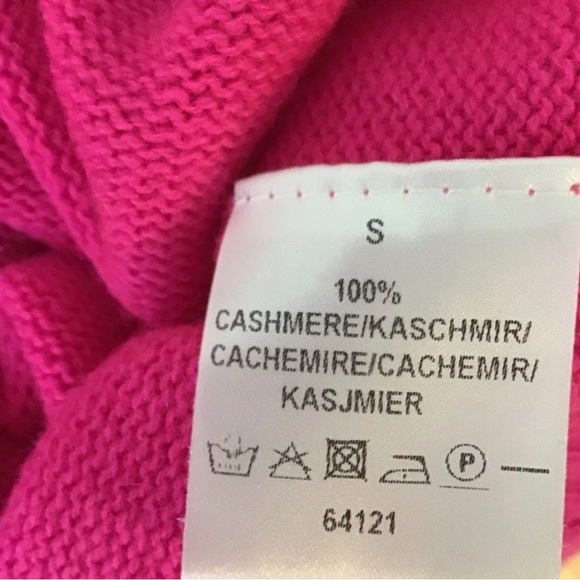 S
100%
CASHMERE/KASCHMIR/
CACHEMIRE/CACHEMIR/
KASJMIER
P
64121